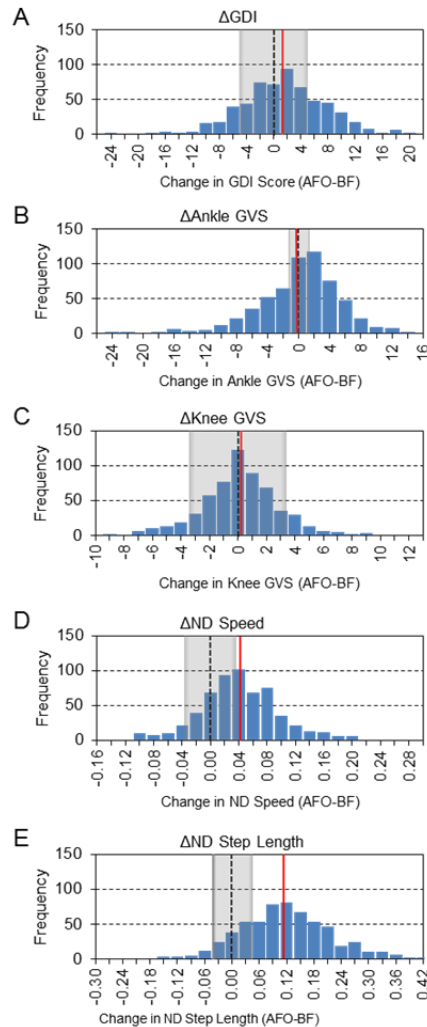 A
ΔGDI
Frequency
150
100
50
0
-24 -20 -16 -12 -8 -4 0 4 8 12 16 20
Change in GDI Score (AFO-BF)
B
ΔAnkle GVS
Frequency
150
100
50
0
-24 -20 -16 -12 -8 -4 0 4 8 12 16
Change in Ankle GVS (AFO-BF)
C
ΔKnee GVS
Frequency
150
100
50
0
-10 -8 -6 -4 -2 0 2 4 6 8 10 12
Change in Knee GVS (AFO-BF)
D
ΔND Speed
Frequency
150
100
50
0
-0.16 -0.12 -0.08 -0.04 0.00 0.04 0.08 0.12 0.16 0.20 0.24 0.28
Change in ND Speed (AFO-BF)
E
ΔND Step Length
Frequency
150
100
50
0
-0.30 -0.24 -0.18 -0.12 -0.06 0.00 0.06 0.12 0.18 0.24 0.30 0.36 0.42
Change in ND Step Length (AFO-BF)